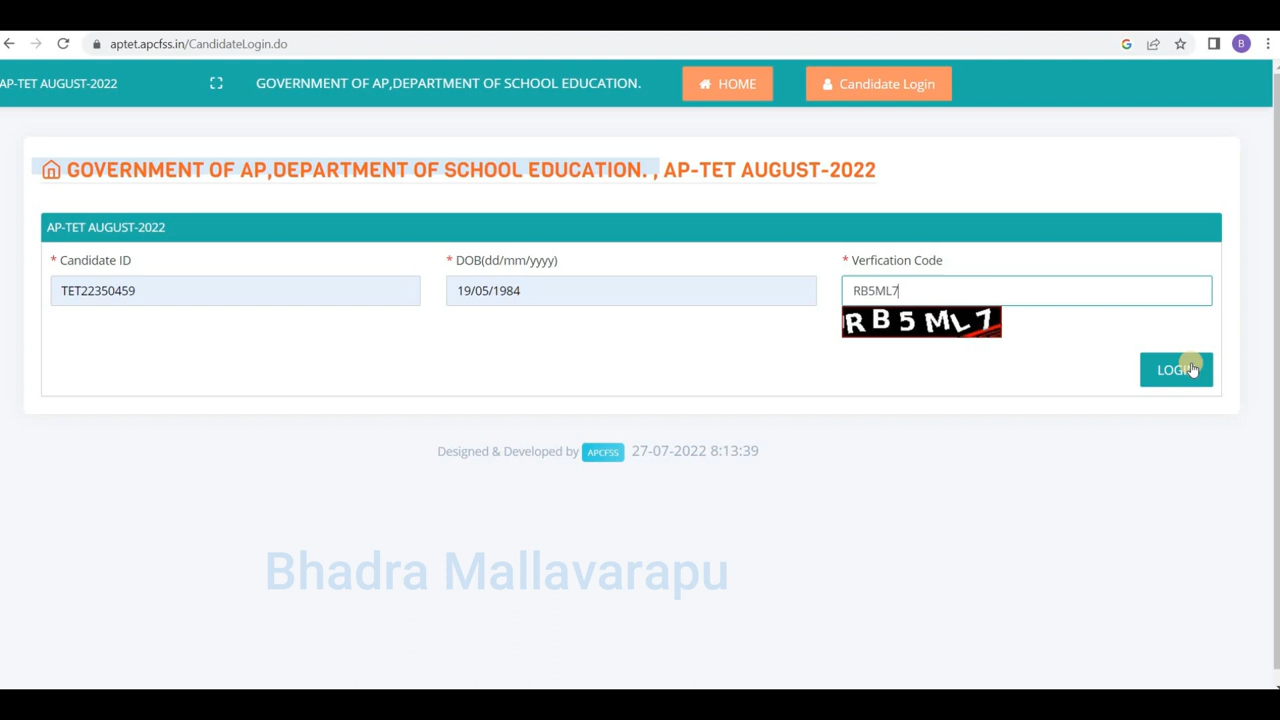 aptet.apcfss.in/CandidateLogin.do
G
B
AP-TET AUGUST-2022
GOVERNMENT OF AP,DEPARTMENT OF SCHOOL EDUCATION.
HOME
Candidate Login
GOVERNMENT OF AP,DEPARTMENT OF SCHOOL EDUCATION. , AP-TET AUGUST-2022
AP-TET AUGUST-2022
* Candidate ID
* DOB(dd/mm/yyyy)
* Verfication Code
TET22350459
19/05/1984
RB5ML7
R B 5 M L 7
LOGIN
Designed & Developed by APCFSS 27-07-2022 8:13:39
Bhadra Mallavarapu